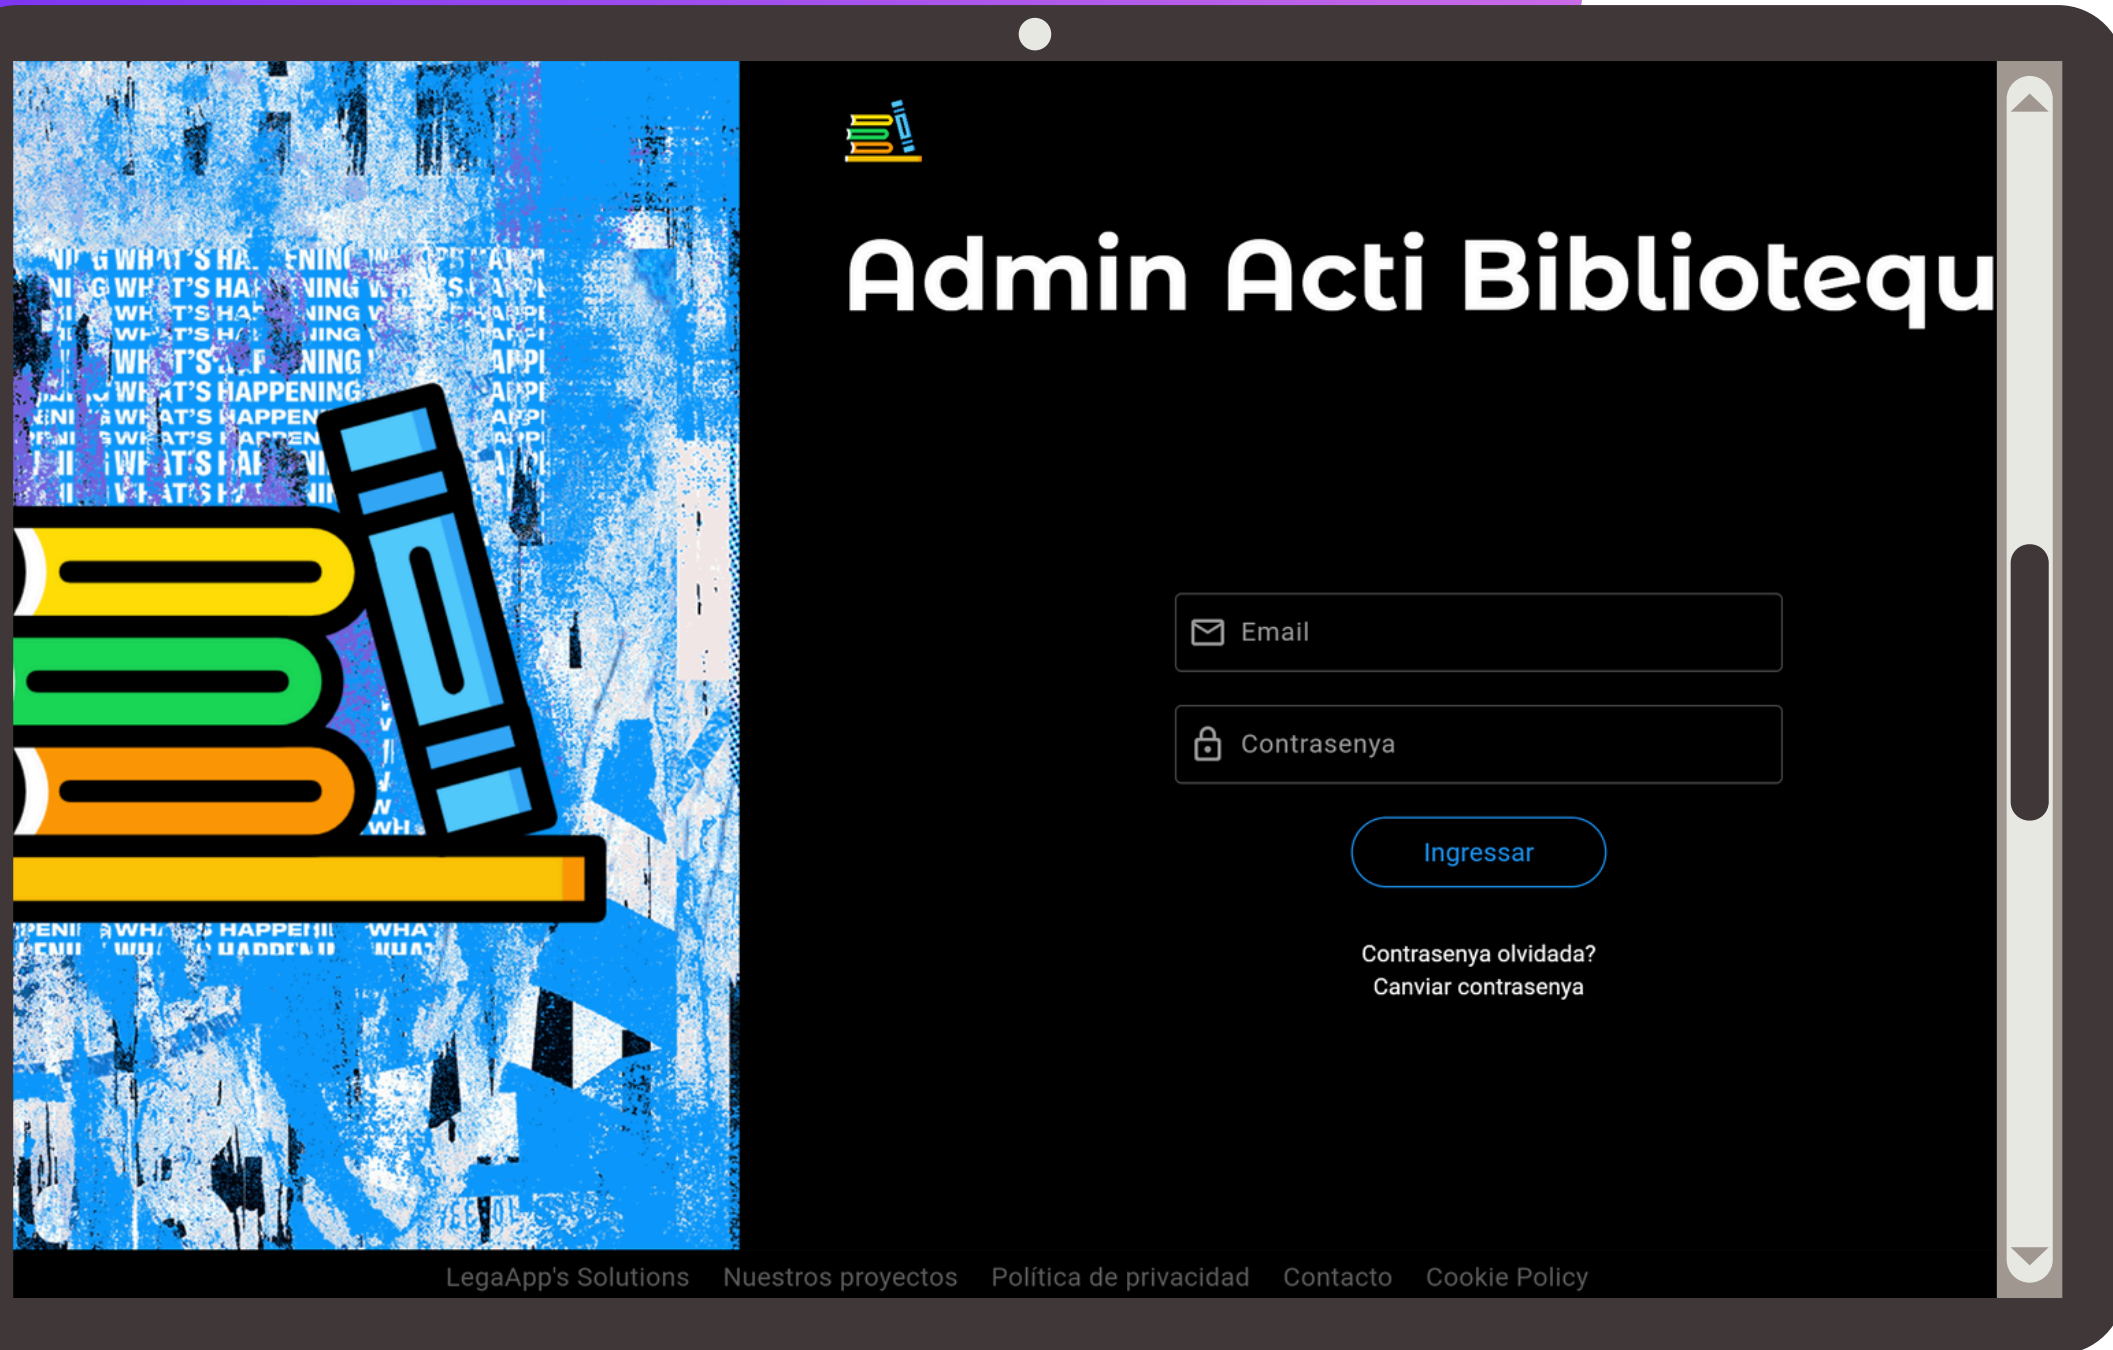 WHAT'S HAPPENING
Admin Acti Bibliotequ
Email
Contrasenya
Ingressar
Contrasenya olvidada?
Canviar contrasenya
LegaApp's Solutions Nuestros proyectos Política de privacidad Contacto Cookie Policy